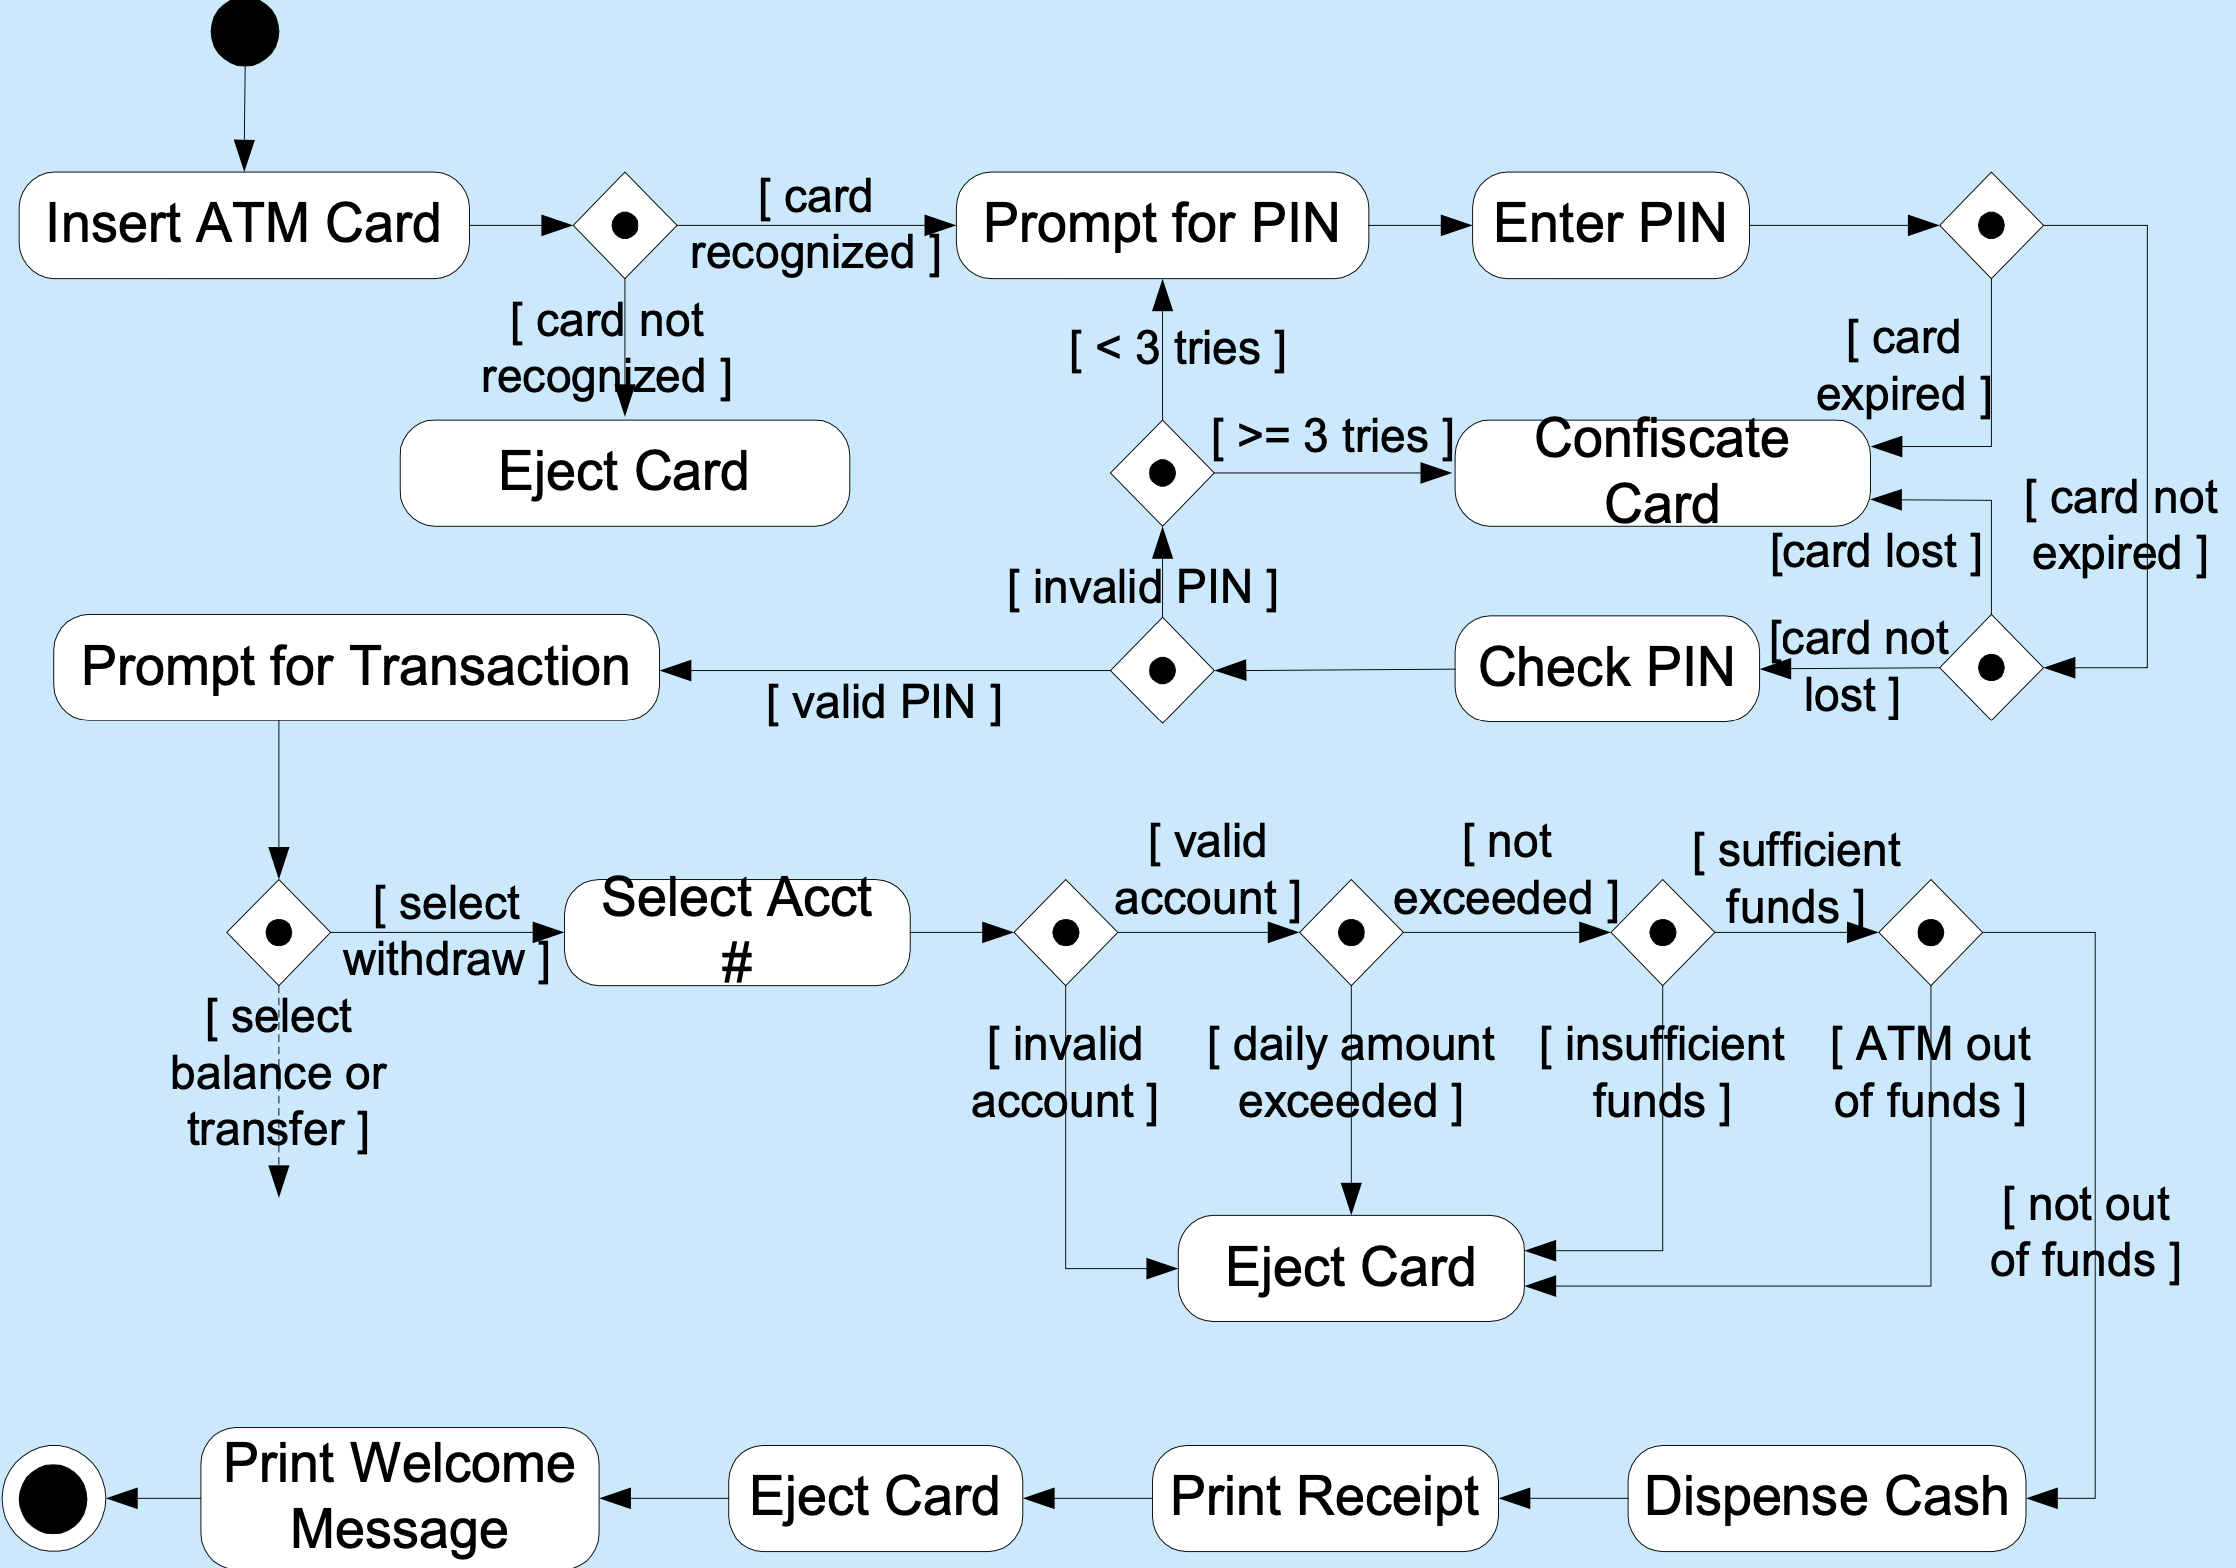 Insert ATM Card
[ card
recognized ]
Prompt for PIN
Enter PIN
[ card not
recognized ]
Eject Card
[ < 3 tries ]
[ >= 3 tries ]
[ card
expired ]
Confiscate
Card
[ card not
expired ]
[card lost ]
[ invalid PIN ]
Prompt for Transaction
[ valid PIN ]
Check PIN
[card not
lost ]
[ select
withdraw ]
Select Acct
#
[ valid
account ]
[ not
exceeded ]
[ sufficient
funds ]
[ select
balance or
transfer ]
[ invalid
account ]
[ daily amount
exceeded ]
[ insufficient
funds ]
[ ATM out
of funds ]
[ not out
of funds ]
Eject Card
Print Welcome
Message
Eject Card
Print Receipt
Dispense Cash